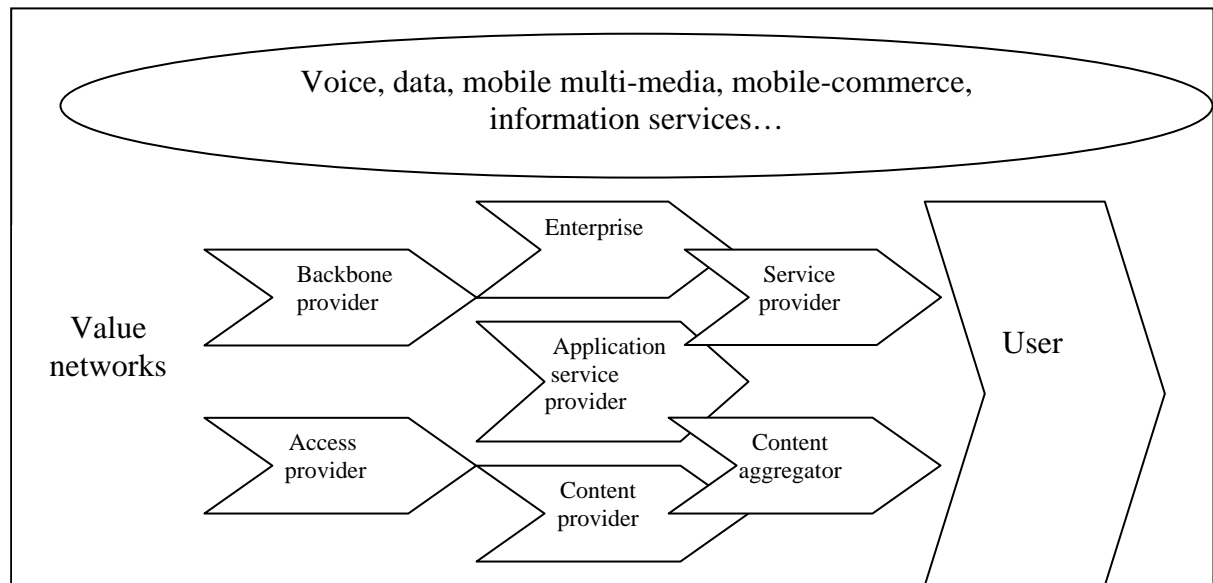 Voice, data, mobile multi-media, mobile-commerce,
information services…
Enterprise
Backbone
provider
Service
provider
Value
networks
Application
service
provider
User
Access
provider
Content
aggregator
Content
provider